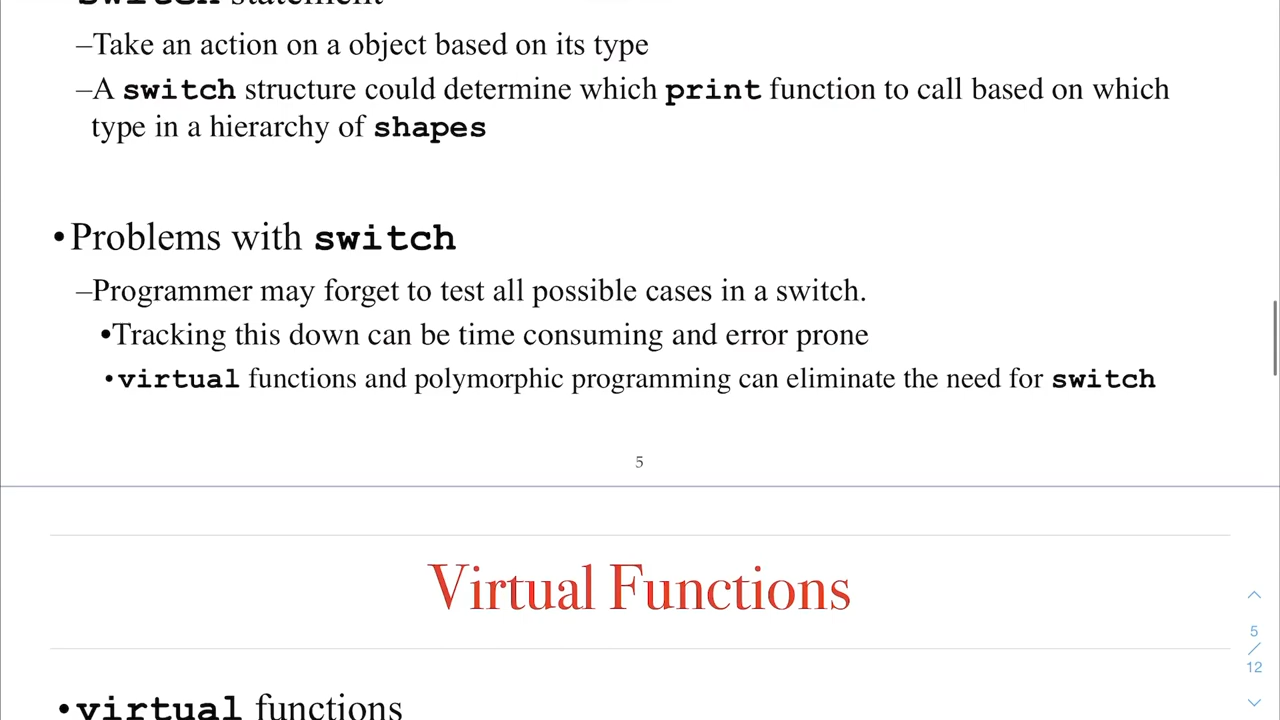 switch statement
–Take an action on a object based on its type
–A switch structure could determine which print function to call based on which
type in a hierarchy of shapes
•Problems with switch
–Programmer may forget to test all possible cases in a switch.
•Tracking this down can be time consuming and error prone
•virtual functions and polymorphic programming can eliminate the need for switch
5
Virtual Functions
5
/
12
•virtual functions